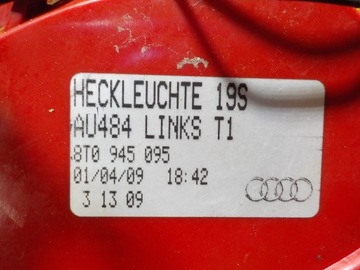 HECKLEUCHTE 19S
AU484 LINKS T1
8T0 945 095
01/04/09 18:42
3 13 09